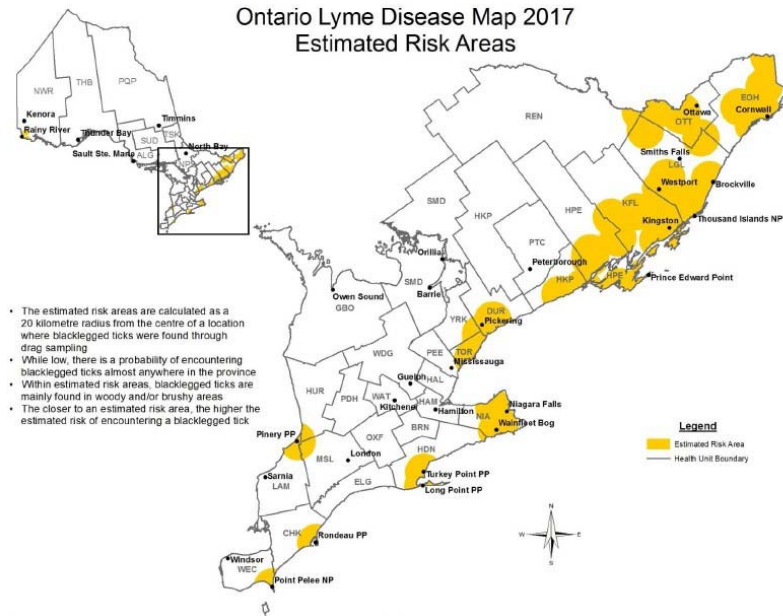 Ontario Lyme Disease Map 2017
Estimated Risk Areas
NWR
THB
PQP
Kenora
Rainy River
Thunder Bay
Timmins
TSK
SUD
ALG
North Bay
NPS
Sault Ste. Marie
EOH
Ottawa
OTT
Cornwall
REN
Smiths Falls
LGL
Westport
Brockville
KFL
Kingston
Thousand Islands NP
SMD
HKP
HPE
PTC
Peterborough
HKP
HPE
Prince Edward Point
Orillia
SMD
Barrie
Owen Sound
GBO
YRK
DUR
Pickering
PEE
TOR
Mississauga
WDG
Guelph
HAL
HUR
PDH
WAT
Kitchener
HAM
Hamilton
Niagara Falls
NIA
Wainfleet Bog
BRN
OXF
HDN
Pinery PP
MSL
London
Turkey Point PP
Long Point PP
Sarnia
LAM
ELG
CHK
Rondeau PP
Windsor
WEC
Point Pelee NP
• The estimated risk areas are calculated as a
20 kilometre radius from the centre of a location
where blacklegged ticks were found through
drag sampling
• While low, there is a probability of encountering
blacklegged ticks almost anywhere in the province
• Within estimated risk areas, blacklegged ticks are
mainly found in woody and/or brushy areas
• The closer to an estimated risk area, the higher the
estimated risk of encountering a blacklegged tick
Legend
Estimated Risk Area
Health Unit Boundary
N
W
E
S